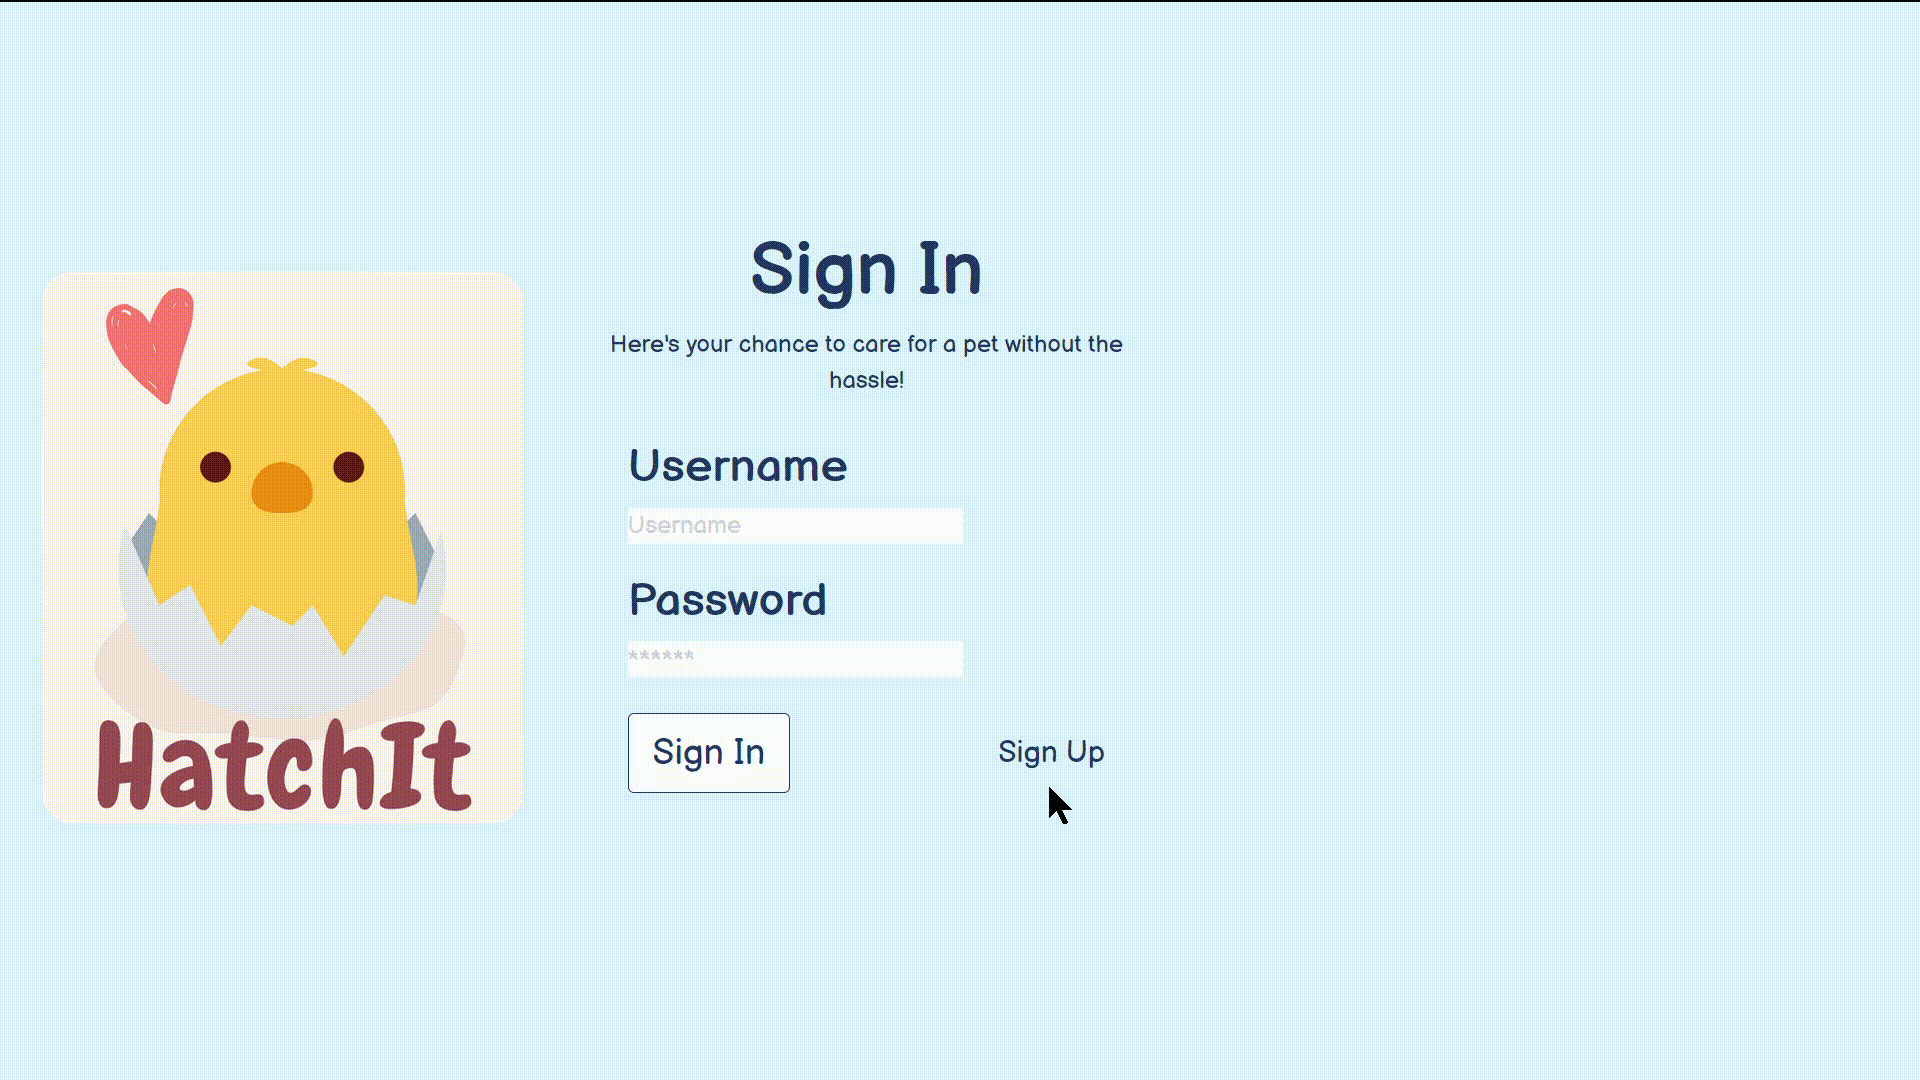 Sign In
Here's your chance to care for a pet without the
hassle!
Username
Username
Password
******
Sign In
Sign Up
HatchIt